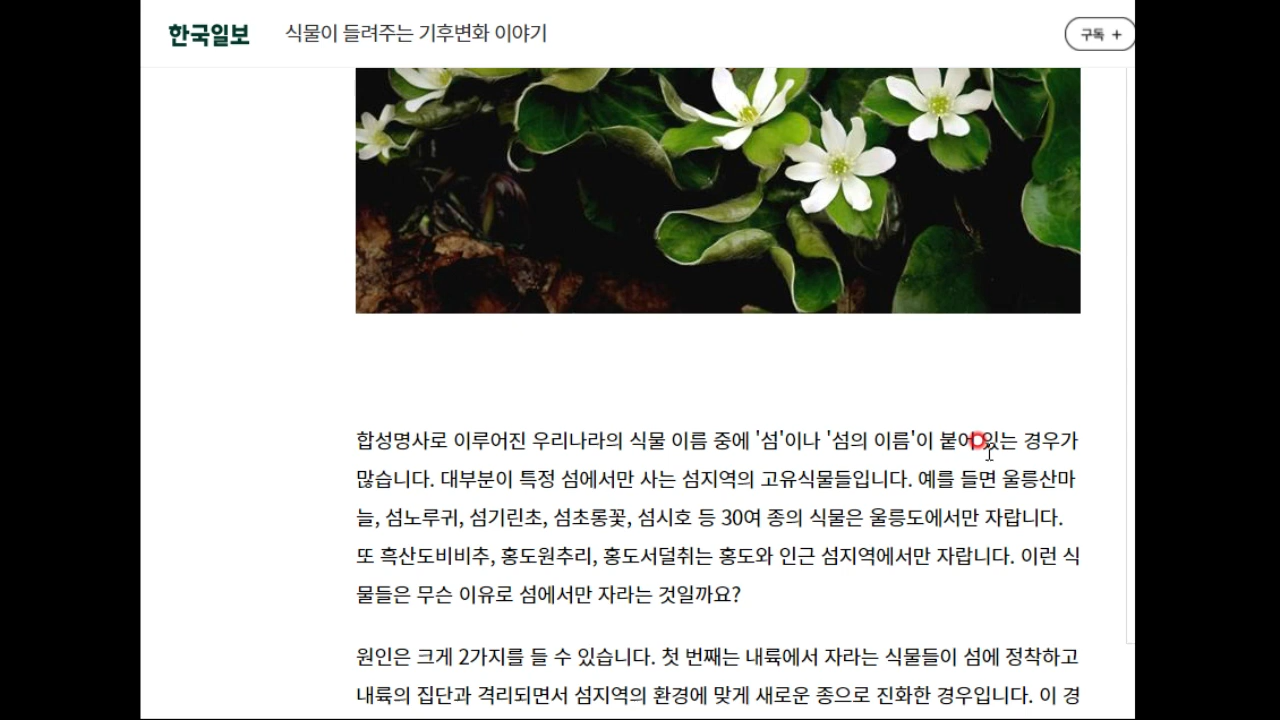 한국일보 식물이 들려주는 기후변화 이야기 구독 +
합성명사로 이루어진 우리나라의 식물 이름 중에 '섬'이나 '섬의 이름'이 붙어 있는 경우가
많습니다. 대부분이 특정 섬에서만 사는 섬지역의 고유식물들입니다. 예를 들면 울릉산마
늘, 섬노루귀, 섬기린초, 섬초롱꽃, 섬시호 등 30여 종의 식물은 울릉도에서만 자랍니다.
또 흑산도비비추, 홍도원추리, 홍도서덜취는 홍도와 인근 섬지역에서만 자랍니다. 이런 식
물들은 무슨 이유로 섬에서만 자라는 것일까요?
원인은 크게 2가지를 들 수 있습니다. 첫 번째는 내륙에서 자라는 식물들이 섬에 정착하고
내륙의 집단과 격리되면서 섬지역의 환경에 맞게 새로운 종으로 진화한 경우입니다. 이 경